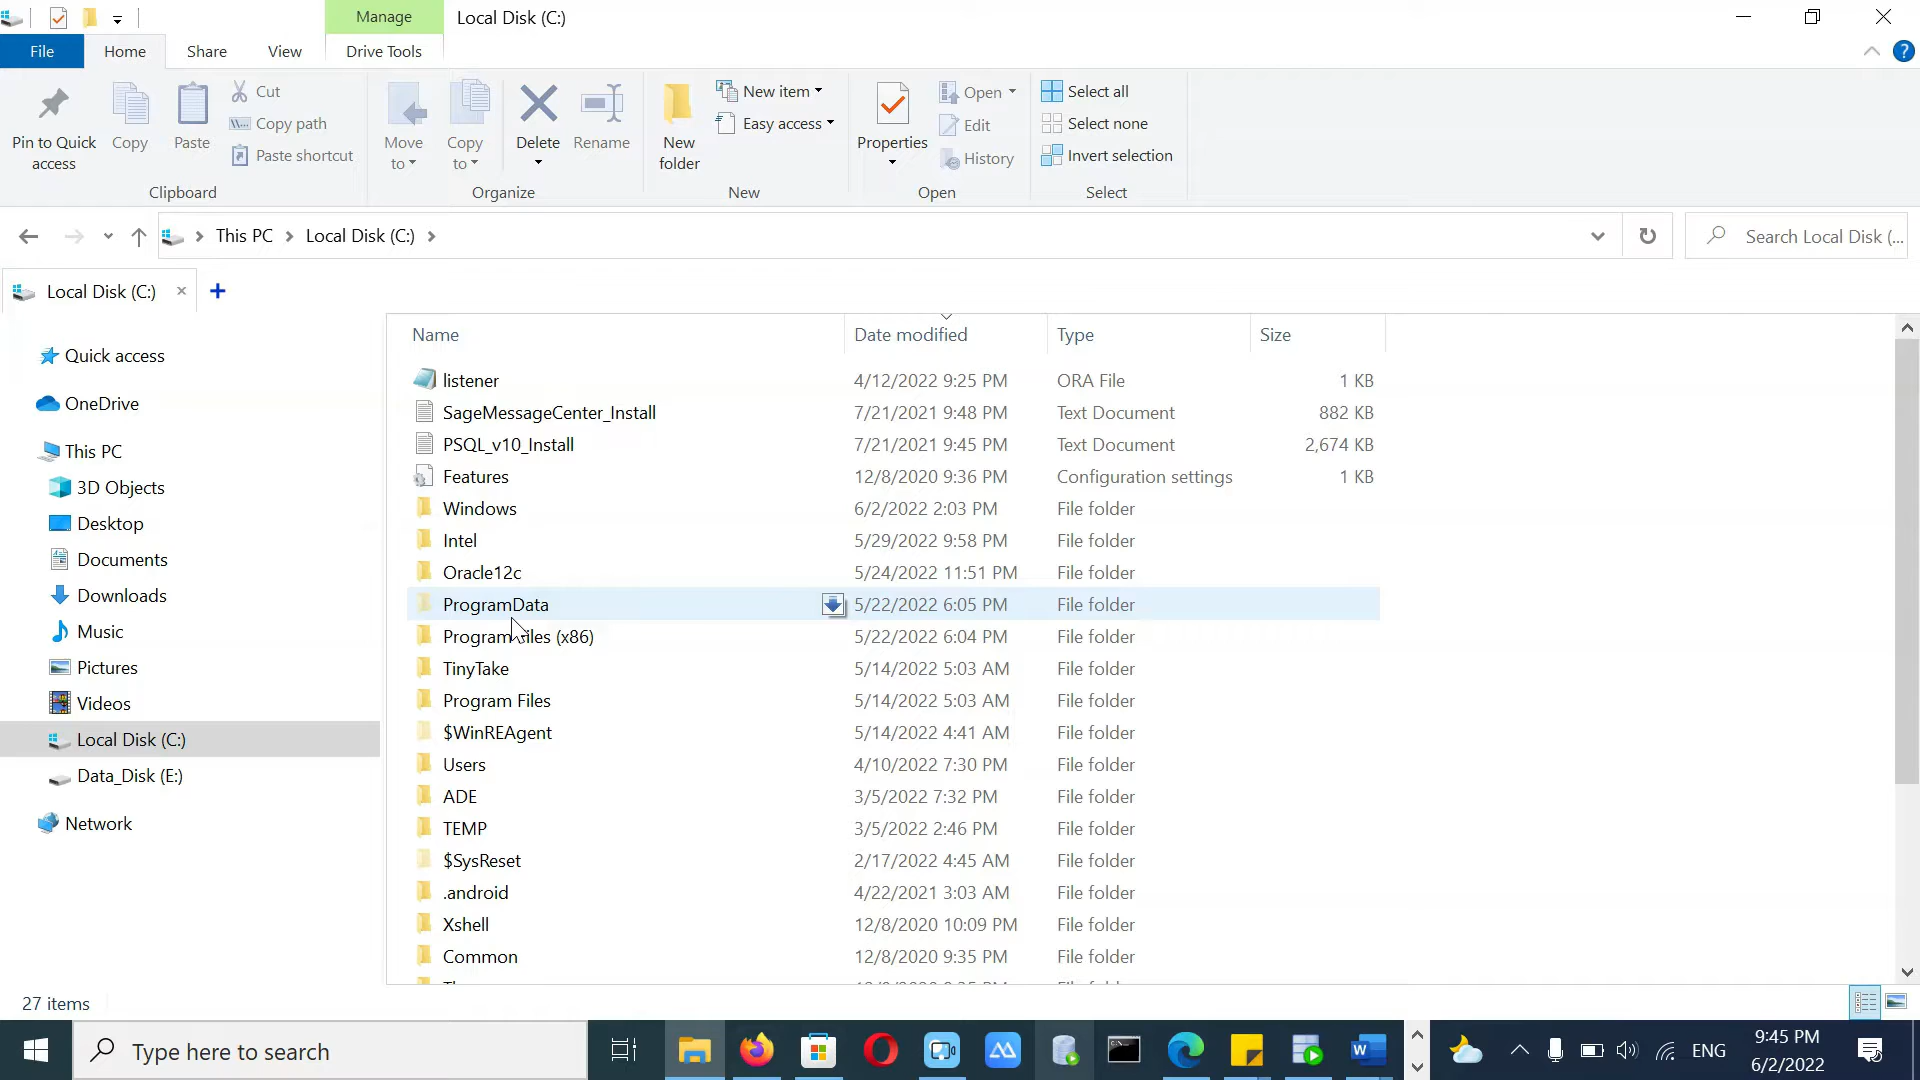 Manage
Local Disk (C:)
File
Home
Share
View
Drive Tools
Pin to Quick access
Copy
Paste
Cut
Copy path
Paste shortcut
Clipboard
Move to
Copy to
Delete
Rename
Organize
New folder
New item
Easy access
New
Properties
Open
Edit
History
Open
Select all
Select none
Invert selection
Select
This PC > Local Disk (C:) >
Search Local Disk (...
Local Disk (C:)
Quick access
OneDrive
This PC
3D Objects
Desktop
Documents
Downloads
Music
Pictures
Videos
Local Disk (C:)
Data_Disk (E:)
Network
Name Date modified Type Size
listener 4/12/2022 9:25 PM ORA File 1 KB
SageMessageCenter_Install 7/21/2021 9:48 PM Text Document 882 KB
PSQL_v10_Install 7/21/2021 9:45 PM Text Document 2,674 KB
Features 12/8/2020 9:36 PM Configuration settings 1 KB
Windows 6/2/2022 2:03 PM File folder
Intel 5/29/2022 9:58 PM File folder
Oracle12c 5/24/2022 11:51 PM File folder
ProgramData 5/22/2022 6:05 PM File folder
Program Files (x86) 5/22/2022 6:04 PM File folder
TinyTake 5/14/2022 5:03 AM File folder
Program Files 5/14/2022 5:03 AM File folder
$WinREAgent 5/14/2022 4:41 AM File folder
Users 4/10/2022 7:30 PM File folder
ADE 3/5/2022 7:32 PM File folder
TEMP 3/5/2022 2:46 PM File folder
$SysReset 2/17/2022 4:45 AM File folder
.android 4/22/2021 3:03 AM File folder
Xshell 12/8/2020 10:09 PM File folder
Common 12/8/2020 9:35 PM File folder
27 items
Type here to search
ENG
9:45 PM
6/2/2022